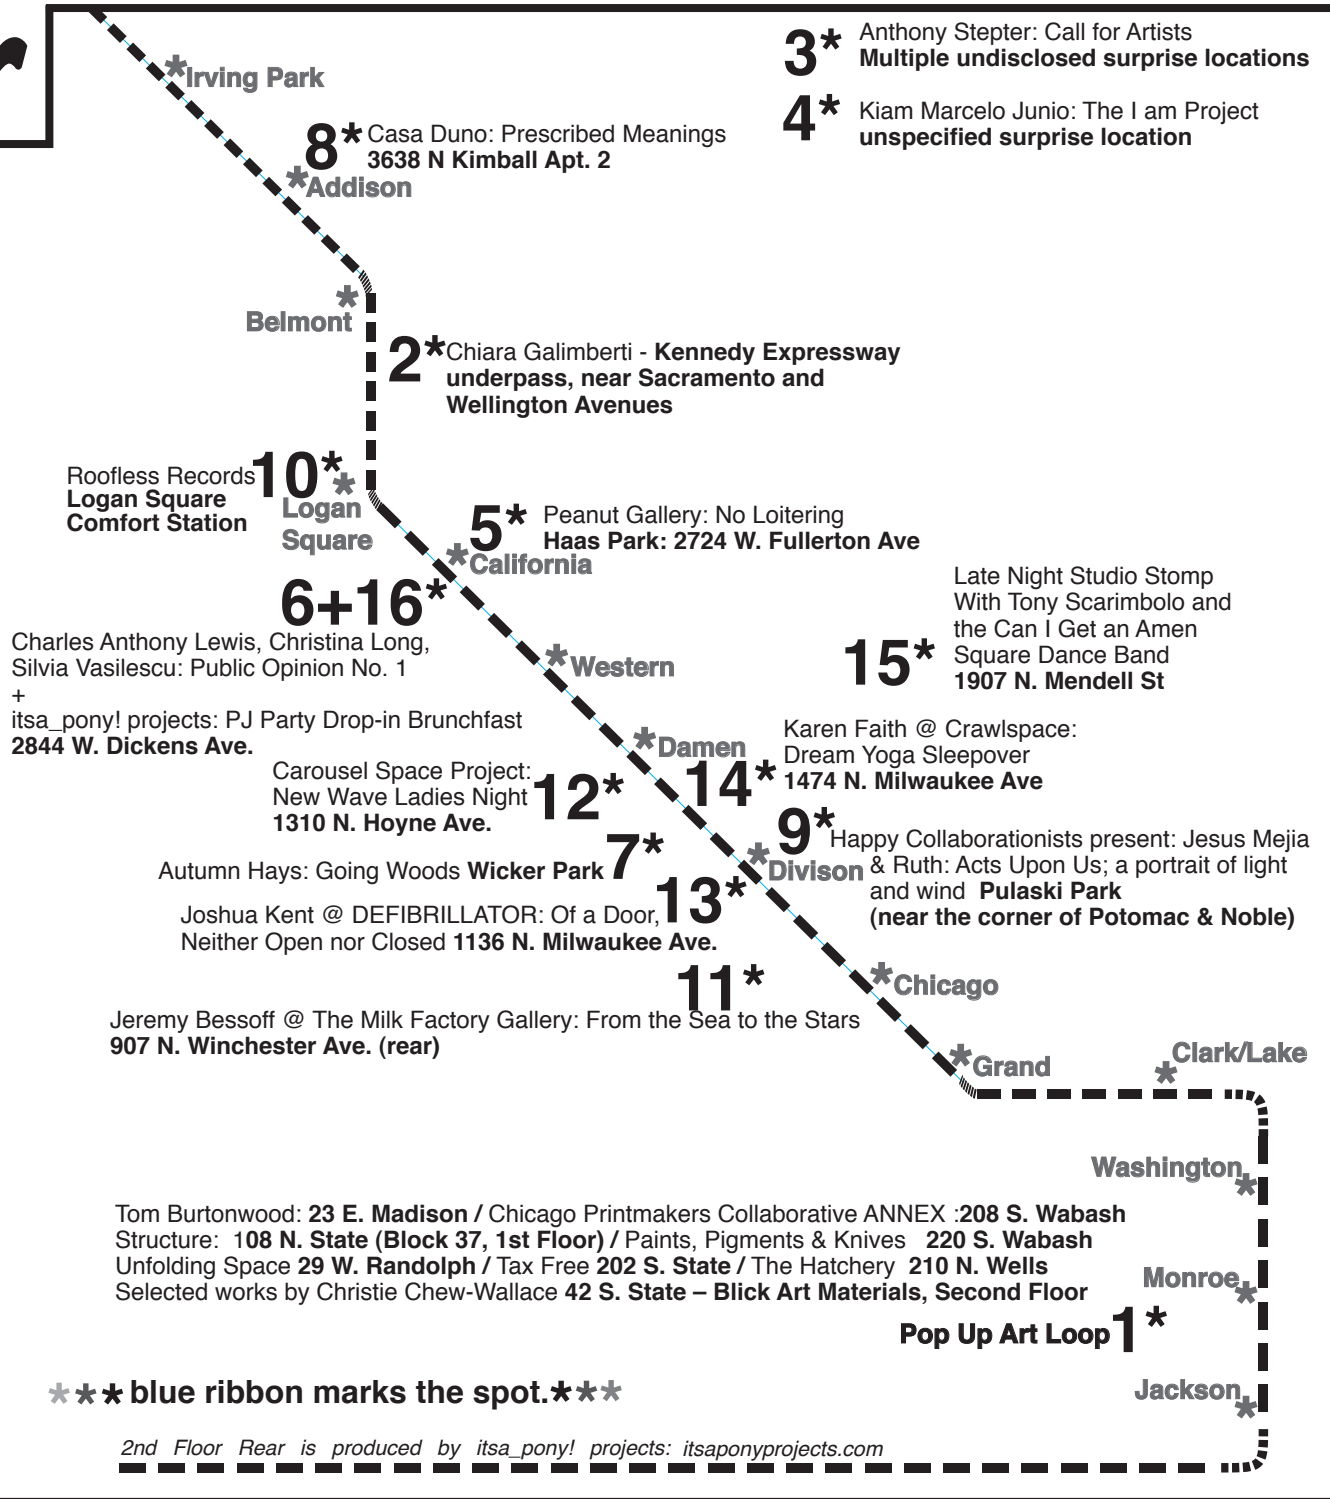 3* Anthony Stepter: Call for Artists
Multiple undisclosed surprise locations
4* Kiam Marcelo Junio: The I am Project
unspecified surprise location
*Irving Park
8* Casa Duno: Prescribed Meanings
3638 N Kimball Apt. 2
*Addison
*
Belmont
2* Chiara Galimberti - Kennedy Expressway
underpass, near Sacramento and
Wellington Avenues
Roofless Records 10*
Logan Square
Comfort Station
*
Logan
Square
5* Peanut Gallery: No Loitering
Haas Park: 2724 W. Fullerton Ave
*California
6+16*
Charles Anthony Lewis, Christina Long,
Silvia Vasilescu: Public Opinion No. 1
+
itsa_pony! projects: PJ Party Drop-in Brunchfast
2844 W. Dickens Ave.
15* Late Night Studio Stomp
With Tony Scarimbolo and
the Can I Get an Amen
Square Dance Band
1907 N. Mendell St
*Western
*Damen
14* Karen Faith @ Crawlspace:
Dream Yoga Sleepover
1474 N. Milwaukee Ave
Carousel Space Project:
New Wave Ladies Night 12*
1310 N. Hoyne Ave.
9* Happy Collaborationists present: Jesus Mejia
& Ruth: Acts Upon Us; a portrait of light
and wind Pulaski Park
(near the corner of Potomac & Noble)
*Divison
Autumn Hays: Going Woods Wicker Park 7*
Joshua Kent @ DEFIBRILLATOR: Of a Door, 13*
Neither Open nor Closed 1136 N. Milwaukee Ave.
11*
Jeremy Bessoff @ The Milk Factory Gallery: From the Sea to the Stars
907 N. Winchester Ave. (rear)
*Chicago
*Grand
Clark/Lake
*
Washington*
Tom Burtonwood: 23 E. Madison / Chicago Printmakers Collaborative ANNEX :208 S. Wabash
Structure: 108 N. State (Block 37, 1st Floor) / Paints, Pigments & Knives 220 S. Wabash
Unfolding Space 29 W. Randolph / Tax Free 202 S. State / The Hatchery 210 N. Wells
Selected works by Christie Chew-Wallace 42 S. State – Blick Art Materials, Second Floor
Monroe*
Pop Up Art Loop 1*
Jackson*
***blue ribbon marks the spot.***
2nd Floor Rear is produced by itsa_pony! projects: itsaponyprojects.com